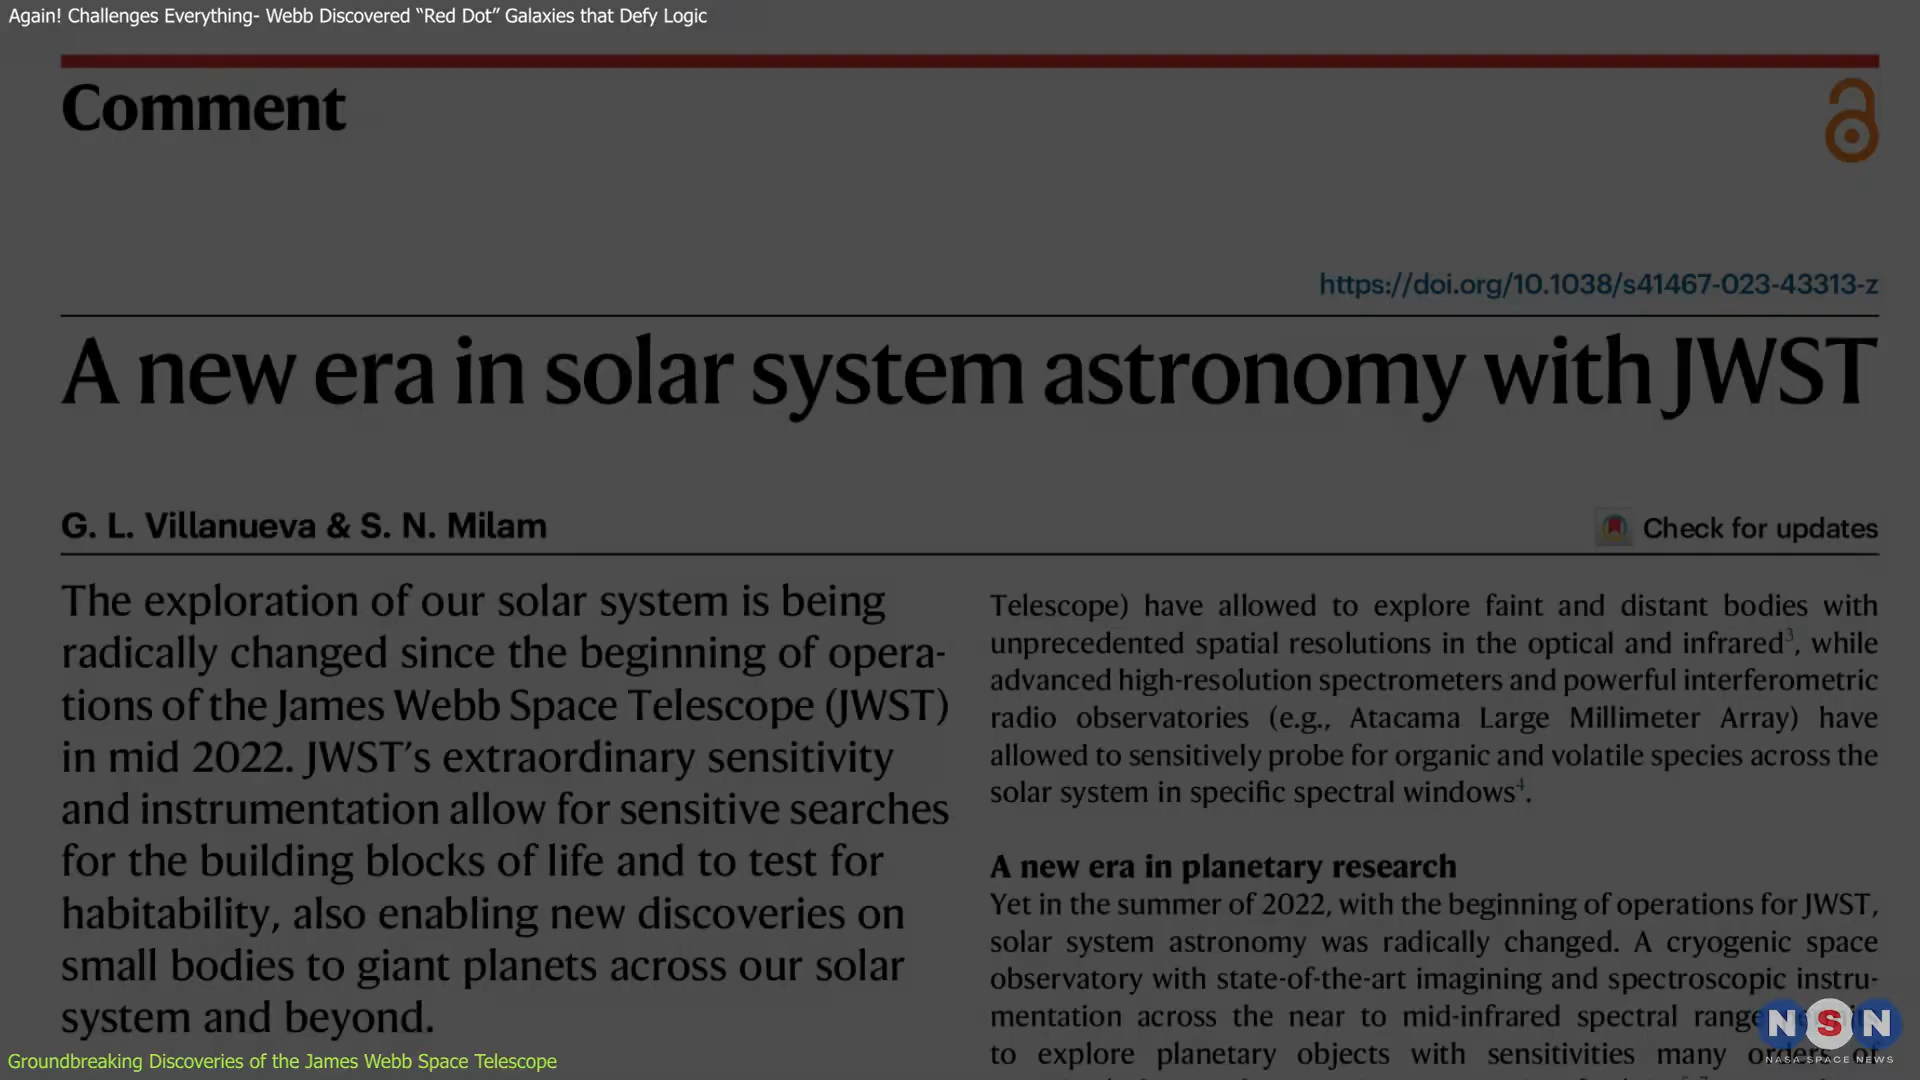 Again! Challenges Everything- Webb Discovered “Red Dot” Galaxies that Defy Logic
Comment
https://doi.org/10.1038/s41467-023-43313-z
A new era in solar system astronomy with JWST
G. L. Villanueva & S. N. Milam
Check for updates
The exploration of our solar system is being
radically changed since the beginning of opera-
tions of the James Webb Space Telescope (JWST)
in mid 2022. JWST’s extraordinary sensitivity
and instrumentation allow for sensitive searches
for the building blocks of life and to test for
habitability, also enabling new discoveries on
small bodies to giant planets across our solar
system and beyond.
Telescope) have allowed to explore faint and distant bodies with
unprecedented spatial resolutions in the optical and infrared3, while
advanced high-resolution spectrometers and powerful interferometric
radio observatories (e.g., Atacama Large Millimeter Array) have
allowed to sensitively probe for organic and volatile species across the
solar system in specific spectral windows4.
A new era in planetary research
Yet in the summer of 2022, with the beginning of operations for JWST,
solar system astronomy was radically changed. A cryogenic space
observatory with state-of-the-art imagining and spectroscopic instru-
mentation across the near to mid-infrared spectral range
to explore planetary objects with sensitivities many orders of
NSN
NASA SPACE NEWS
Groundbreaking Discoveries of the James Webb Space Telescope